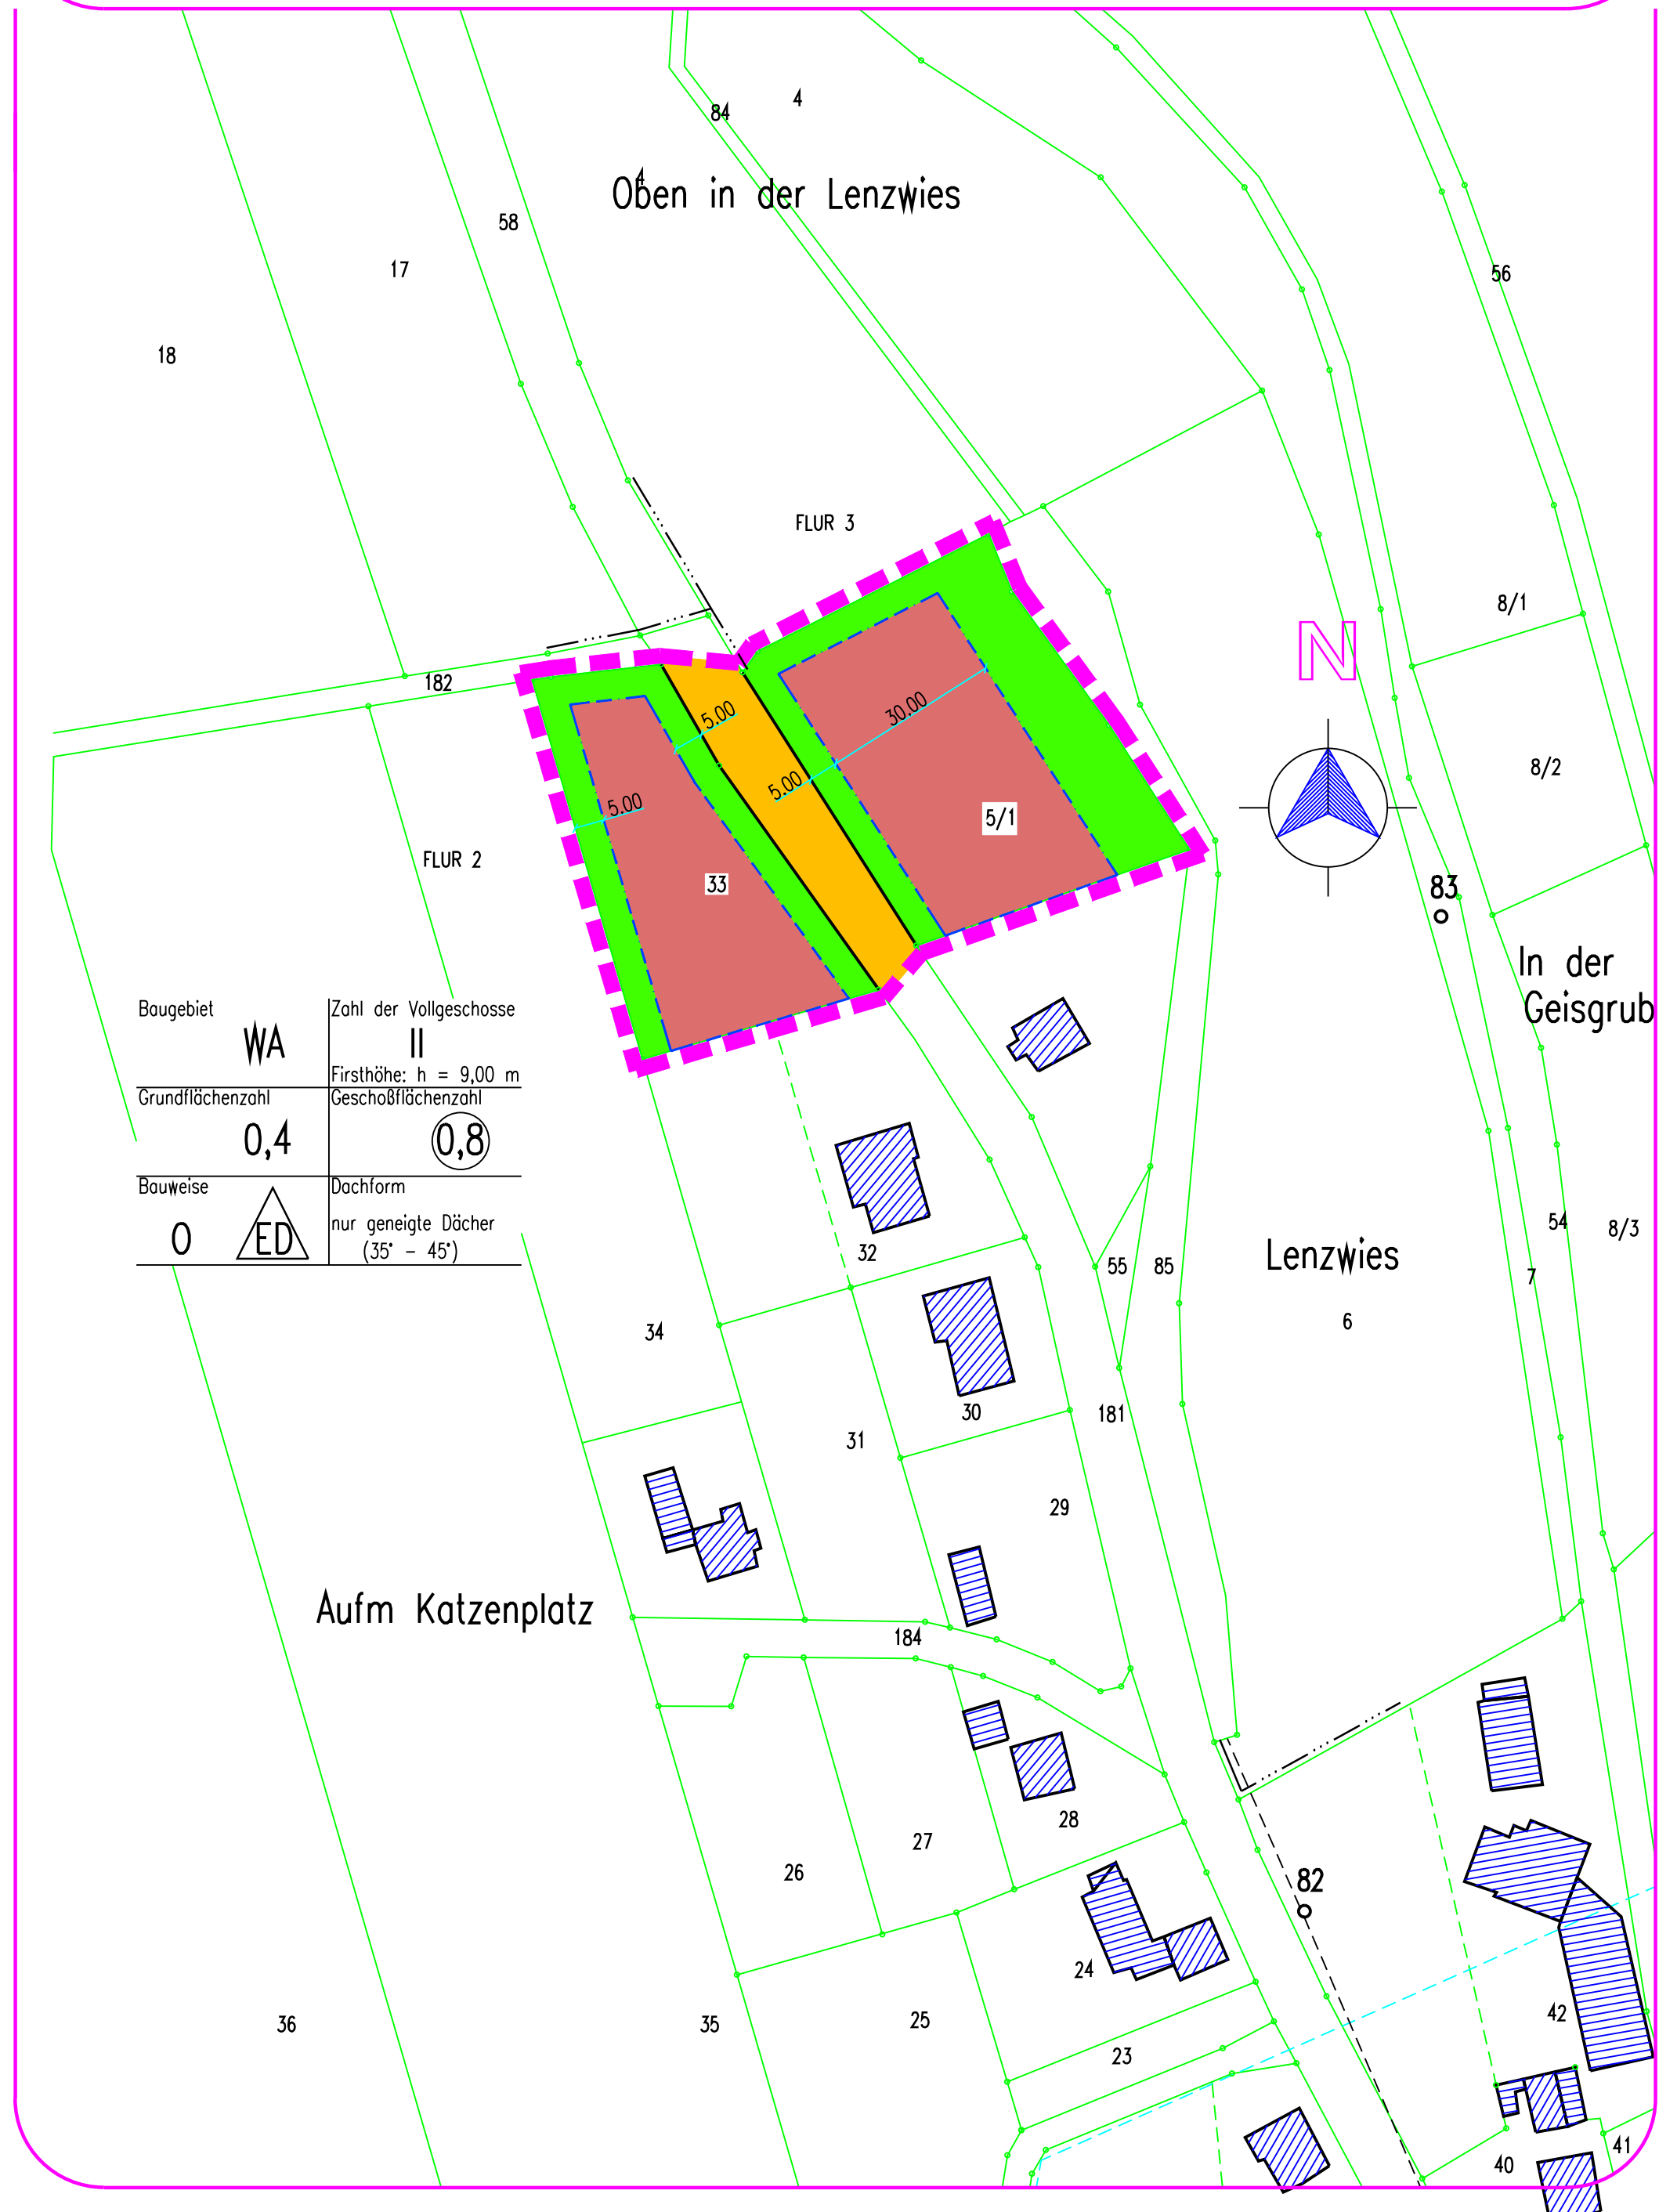 84
4
4
Oben in der Lenzwies
58
17
56
18
FLUR 3
8/1
N
182
5.00
30.00
8/2
5.00
5.00
5/1
FLUR 2
33
83
In der
Geisgrub
Baugebiet
WA
Zahl der Vollgeschosse
II
Firsthöhe: h = 9,00 m
Grundflächenzahl
0,4
Geschoßflächenzahl
0,8
Bauweise
O
ED
Dachform
nur geneigte Dächer
(35° - 45°)
54
8/3
32
Lenzwies
55
85
7
6
34
30
181
31
29
Aufm Katzenplatz
184
28
27
26
82
24
42
36
35
25
23
41
40